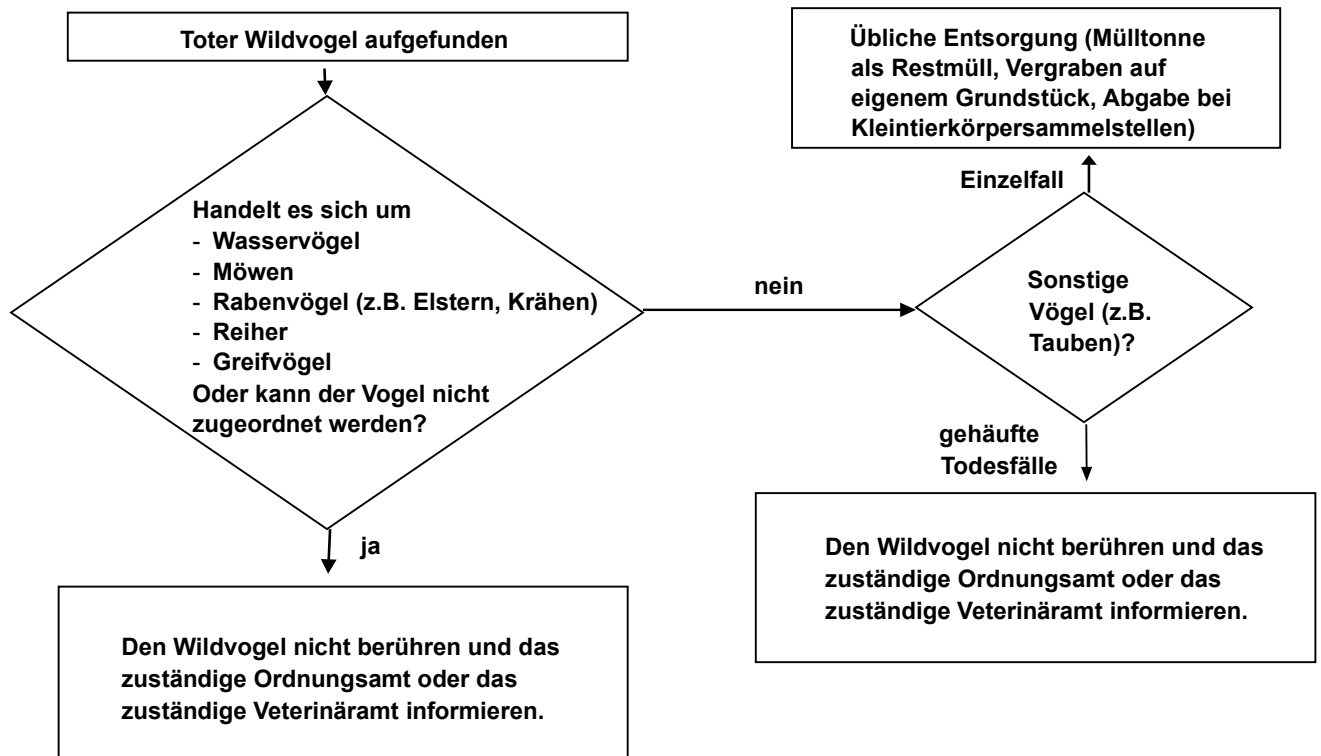 Toter Wildvogel aufgefunden
Handelt es sich um
- Wasservögel
- Möwen
- Rabenvögel (z.B. Elstern, Krähen)
- Reiher
- Greifvögel
Oder kann der Vogel nicht
zugeordnet werden?
ja
Den Wildvogel nicht berühren und das
zuständige Ordnungsamt oder das
zuständige Veterinäramt informieren.
nein
Sonstige
Vögel (z.B.
Tauben)?
Einzelfall
Übliche Entsorgung (Mülltonne
als Restmüll, Vergraben auf
eigenem Grundstück, Abgabe bei
Kleintierkörpersammelstellen)
gehäufte
Todesfälle
Den Wildvogel nicht berühren und das
zuständige Ordnungsamt oder das
zuständige Veterinäramt informieren.